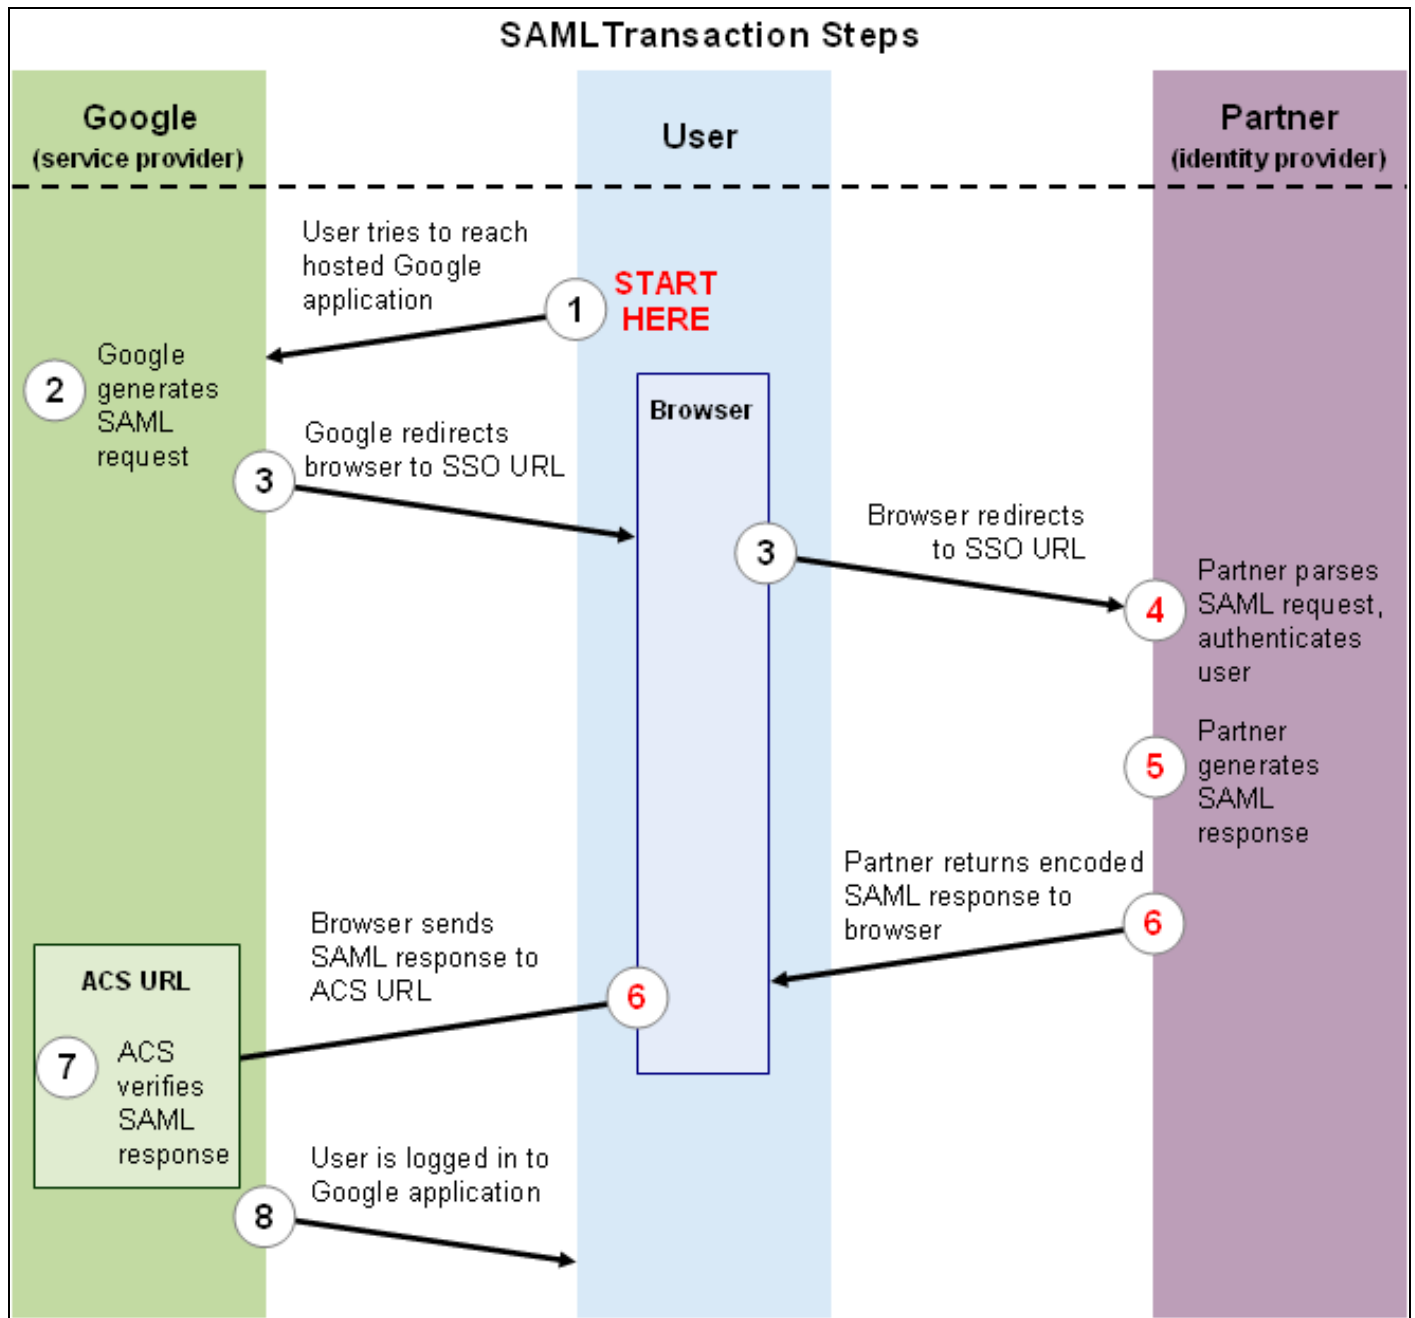 SAML Transaction Steps
Google
(service provider)
User
Partner
(identity provider)
User tries to reach
hosted Google
application
1
START
HERE
2
Google
generates
SAML
request
Browser
3
Google redirects
browser to SSO URL
3
Browser redirects
to SSO URL
4
Partner parses
SAML request,
authenticates
user
5
Partner
generates
SAML
response
Partner returns encoded
SAML response to
browser
6
Browser sends
SAML response to
ACS URL
6
ACS URL
7
ACS
verifies
SAML
response
User is logged in to
Google application
8